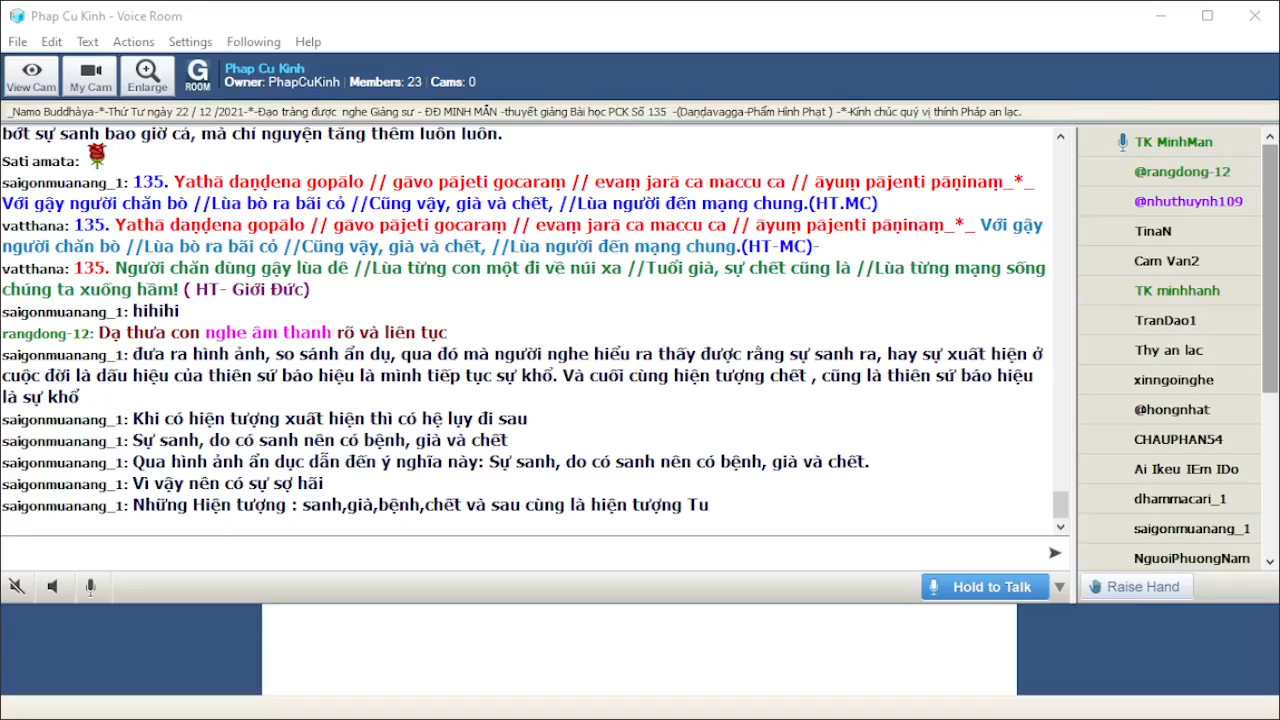 Phap Cu Kinh - Voice Room
File Edit Text Actions Settings Following Help
View Cam My Cam Enlarge G ROOM
Phap Cu Kinh
Owner: PhapCuKinh Members: 23 Cams: 0
_Namo Buddhàya-*-Thứ Tư ngày 22 / 12 /2021-*-Đạo tràng được nghe Giảng sư - ĐĐ MINH MẪN -thuyết giảng Bài học PCK Số 135 -(Daṇḍavagga-Phẩm Hình Phạt ) -*-Kính chúc quý vị thính Pháp an lạc.
bớt sự sanh bao giờ cả, mà chỉ nguyện tăng thêm luôn luôn.
Sati amata:
saigonmuanang_1: 135. Yathā daṇḍena gopālo // gāvo pājeti gocaraṃ // evaṃ jarā ca maccu ca // āyuṃ pājenti pāṇinaṃ_*_
Với gậy người chăn bò //Lùa bò ra bãi cỏ //Cũng vậy, già và chết, //Lùa người đến mạng chung.(HT.MC)
vatthana: 135. Yathā daṇḍena gopālo // gāvo pājeti gocaraṃ // evaṃ jarā ca maccu ca // āyuṃ pājenti pāṇinaṃ_*_ Với gậy
người chăn bò //Lùa bò ra bãi cỏ //Cũng vậy, già và chết, //Lùa người đến mạng chung.(HT-MC)-
vatthana: 135. Người chăn dùng gậy lùa dê //Lùa từng con một đi về núi xa //Tuổi già, sự chết cũng là //Lùa từng mạng sống
chúng ta xuống hầm! ( HT- Giới Đức)
saigonmuanang_1: hihihi
rangdong-12: Dạ thưa con nghe âm thanh rõ và liên tục
saigonmuanang_1: đưa ra hình ảnh, so sánh ẩn dụ, qua đó mà người nghe hiểu ra thấy được rằng sự sanh ra, hay sự xuất hiện ở
cuộc đời là dấu hiệu của thiên sứ báo hiệu là mình tiếp tục sự khổ. Và cuối cùng hiện tượng chết , cũng là thiên sứ báo hiệu
là sự khổ
saigonmuanang_1: Khi có hiện tượng xuất hiện thì có hệ lụy đi sau
saigonmuanang_1: Sự sanh, do có sanh nên có bệnh, già và chết
saigonmuanang_1: Qua hình ảnh ẩn dục dẫn đến ý nghĩa này: Sự sanh, do có sanh nên có bệnh, già và chết.
saigonmuanang_1: Vì vậy nên có sự sợ hãi
saigonmuanang_1: Những Hiện tượng : sanh,già,bệnh,chết và sau cùng là hiện tượng Tu
TK MinhMan
@rangdong-12
@nhuthuynh109
TinaN
Cam Van2
TK minhhanh
TranDao1
Thy an lac
xinngoinghe
@hongnhat
CHAUPHAN54
Ai Ikeu IEm IDo
dhammacari_1
saigonmuanang_1
NguoiPhuongNam
Hold to Talk
Raise Hand